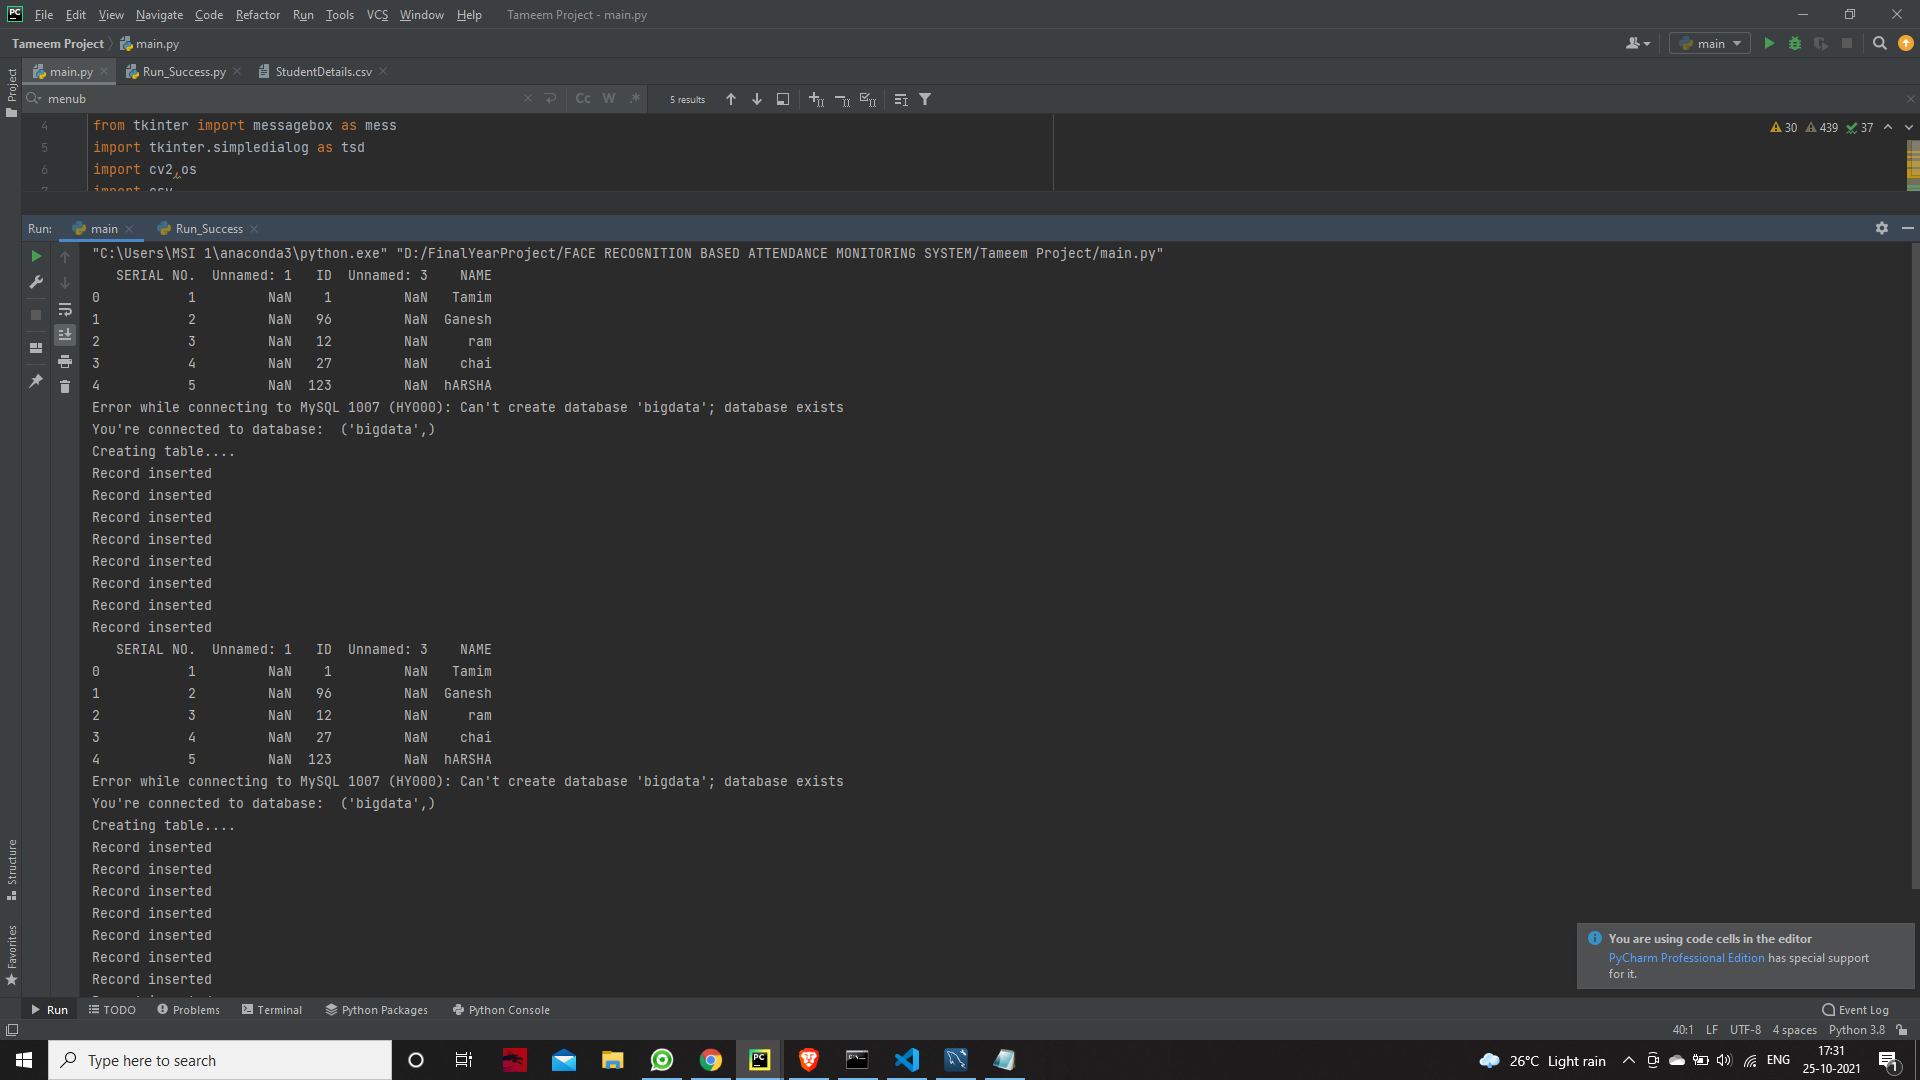 File Edit View Navigate Code Refactor Run Tools VCS Window Help Tameem Project - main.py
Tameem Project main.py main
main.py Run_Success.py StudentDetails.csv
menub Cc W .* 5 results
4 from tkinter import messagebox as mess 30 439 37
5 import tkinter.simpledialog as tsd
6 import cv2,os
7 import csv
Run: main Run_Success
"C:\Users\MSI 1\anaconda3\python.exe" "D:/FinalYearProject/FACE RECOGNITION BASED ATTENDANCE MONITORING SYSTEM/Tameem Project/main.py"
SERIAL NO. Unnamed: 1 ID Unnamed: 3 NAME
0 1 NaN 1 NaN Tamim
1 2 NaN 96 NaN Ganesh
2 3 NaN 12 NaN ram
3 4 NaN 27 NaN chai
4 5 NaN 123 NaN hARSHA
Error while connecting to MySQL 1007 (HY000): Can't create database 'bigdata'; database exists
You're connected to database: ('bigdata',)
Creating table....
Record inserted
Record inserted
Record inserted
Record inserted
Record inserted
Record inserted
Record inserted
Record inserted
SERIAL NO. Unnamed: 1 ID Unnamed: 3 NAME
0 1 NaN 1 NaN Tamim
1 2 NaN 96 NaN Ganesh
2 3 NaN 12 NaN ram
3 4 NaN 27 NaN chai
4 5 NaN 123 NaN hARSHA
Error while connecting to MySQL 1007 (HY000): Can't create database 'bigdata'; database exists
You're connected to database: ('bigdata',)
Creating table....
Record inserted
Record inserted
Record inserted
Record inserted
Record inserted
Record inserted
Record inserted
Project
Structure
Favorites
You are using code cells in the editor
PyCharm Professional Edition has special support
for it.
Run TODO Problems Terminal Python Packages Python Console Event Log
40:1 LF UTF-8 4 spaces Python 3.8
Type here to search 26°C Light rain ENG 17:31
25-10-2021 1